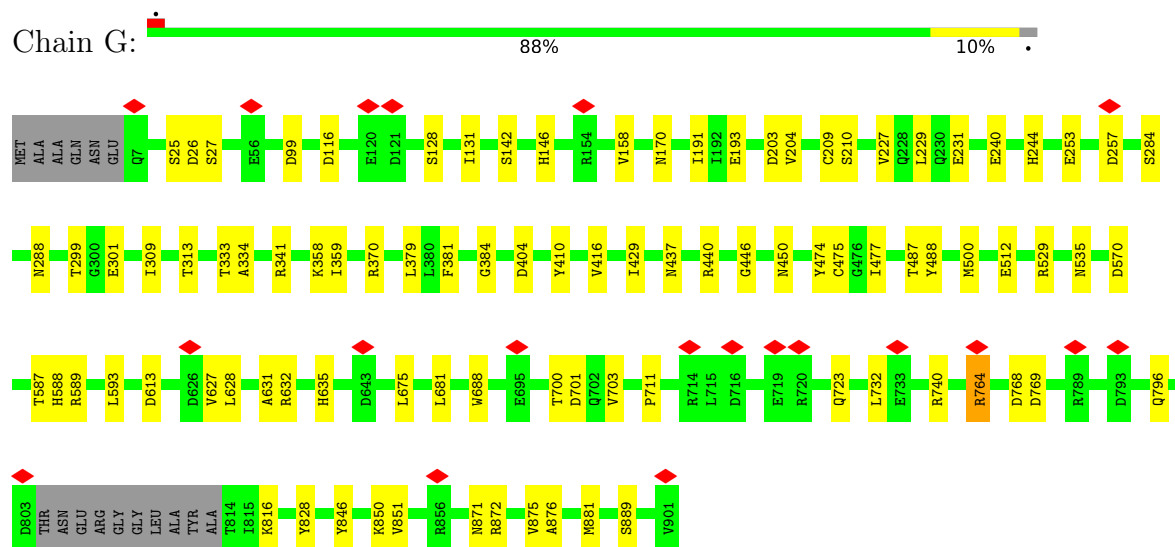 Chain G:
88%
10%
MET ALA ALA GLN ASN GLU Q7 S25 D26 S27 E56 D99 D116 E120 D121 S128 I131 S142 H146 R154 V158 N170 I191 I192 E193 D203 V204 C209 S210 V227 Q228 L229 Q230 E231 E240 H244 E253 D257 S284
N288 T299 G300 E301 I309 T313 T333 A334 R341 K358 I359 R370 L379 L380 F381 G384 D404 Y410 V416 I429 N437 R440 G446 N450 Y474 C475 G476 I477 T487 Y488 M500 E512 R529 N535 D570
T587 H588 R589 L593 D613 D626 V627 L628 A631 R632 H635 D643 L675 L681 W688 E695 T700 D701 Q702 V703 P711 R714 L715 D716 E719 R720 Q723 L732 E733 R740 R764 D768 D769 R789 D793 Q796
D803 THR ASN GLU ARG GLY GLY LEU ALA TYR ALA T814 I815 K816 Y828 Y846 K850 V851 R856 N871 R872 V875 A876 M881 S889 V901